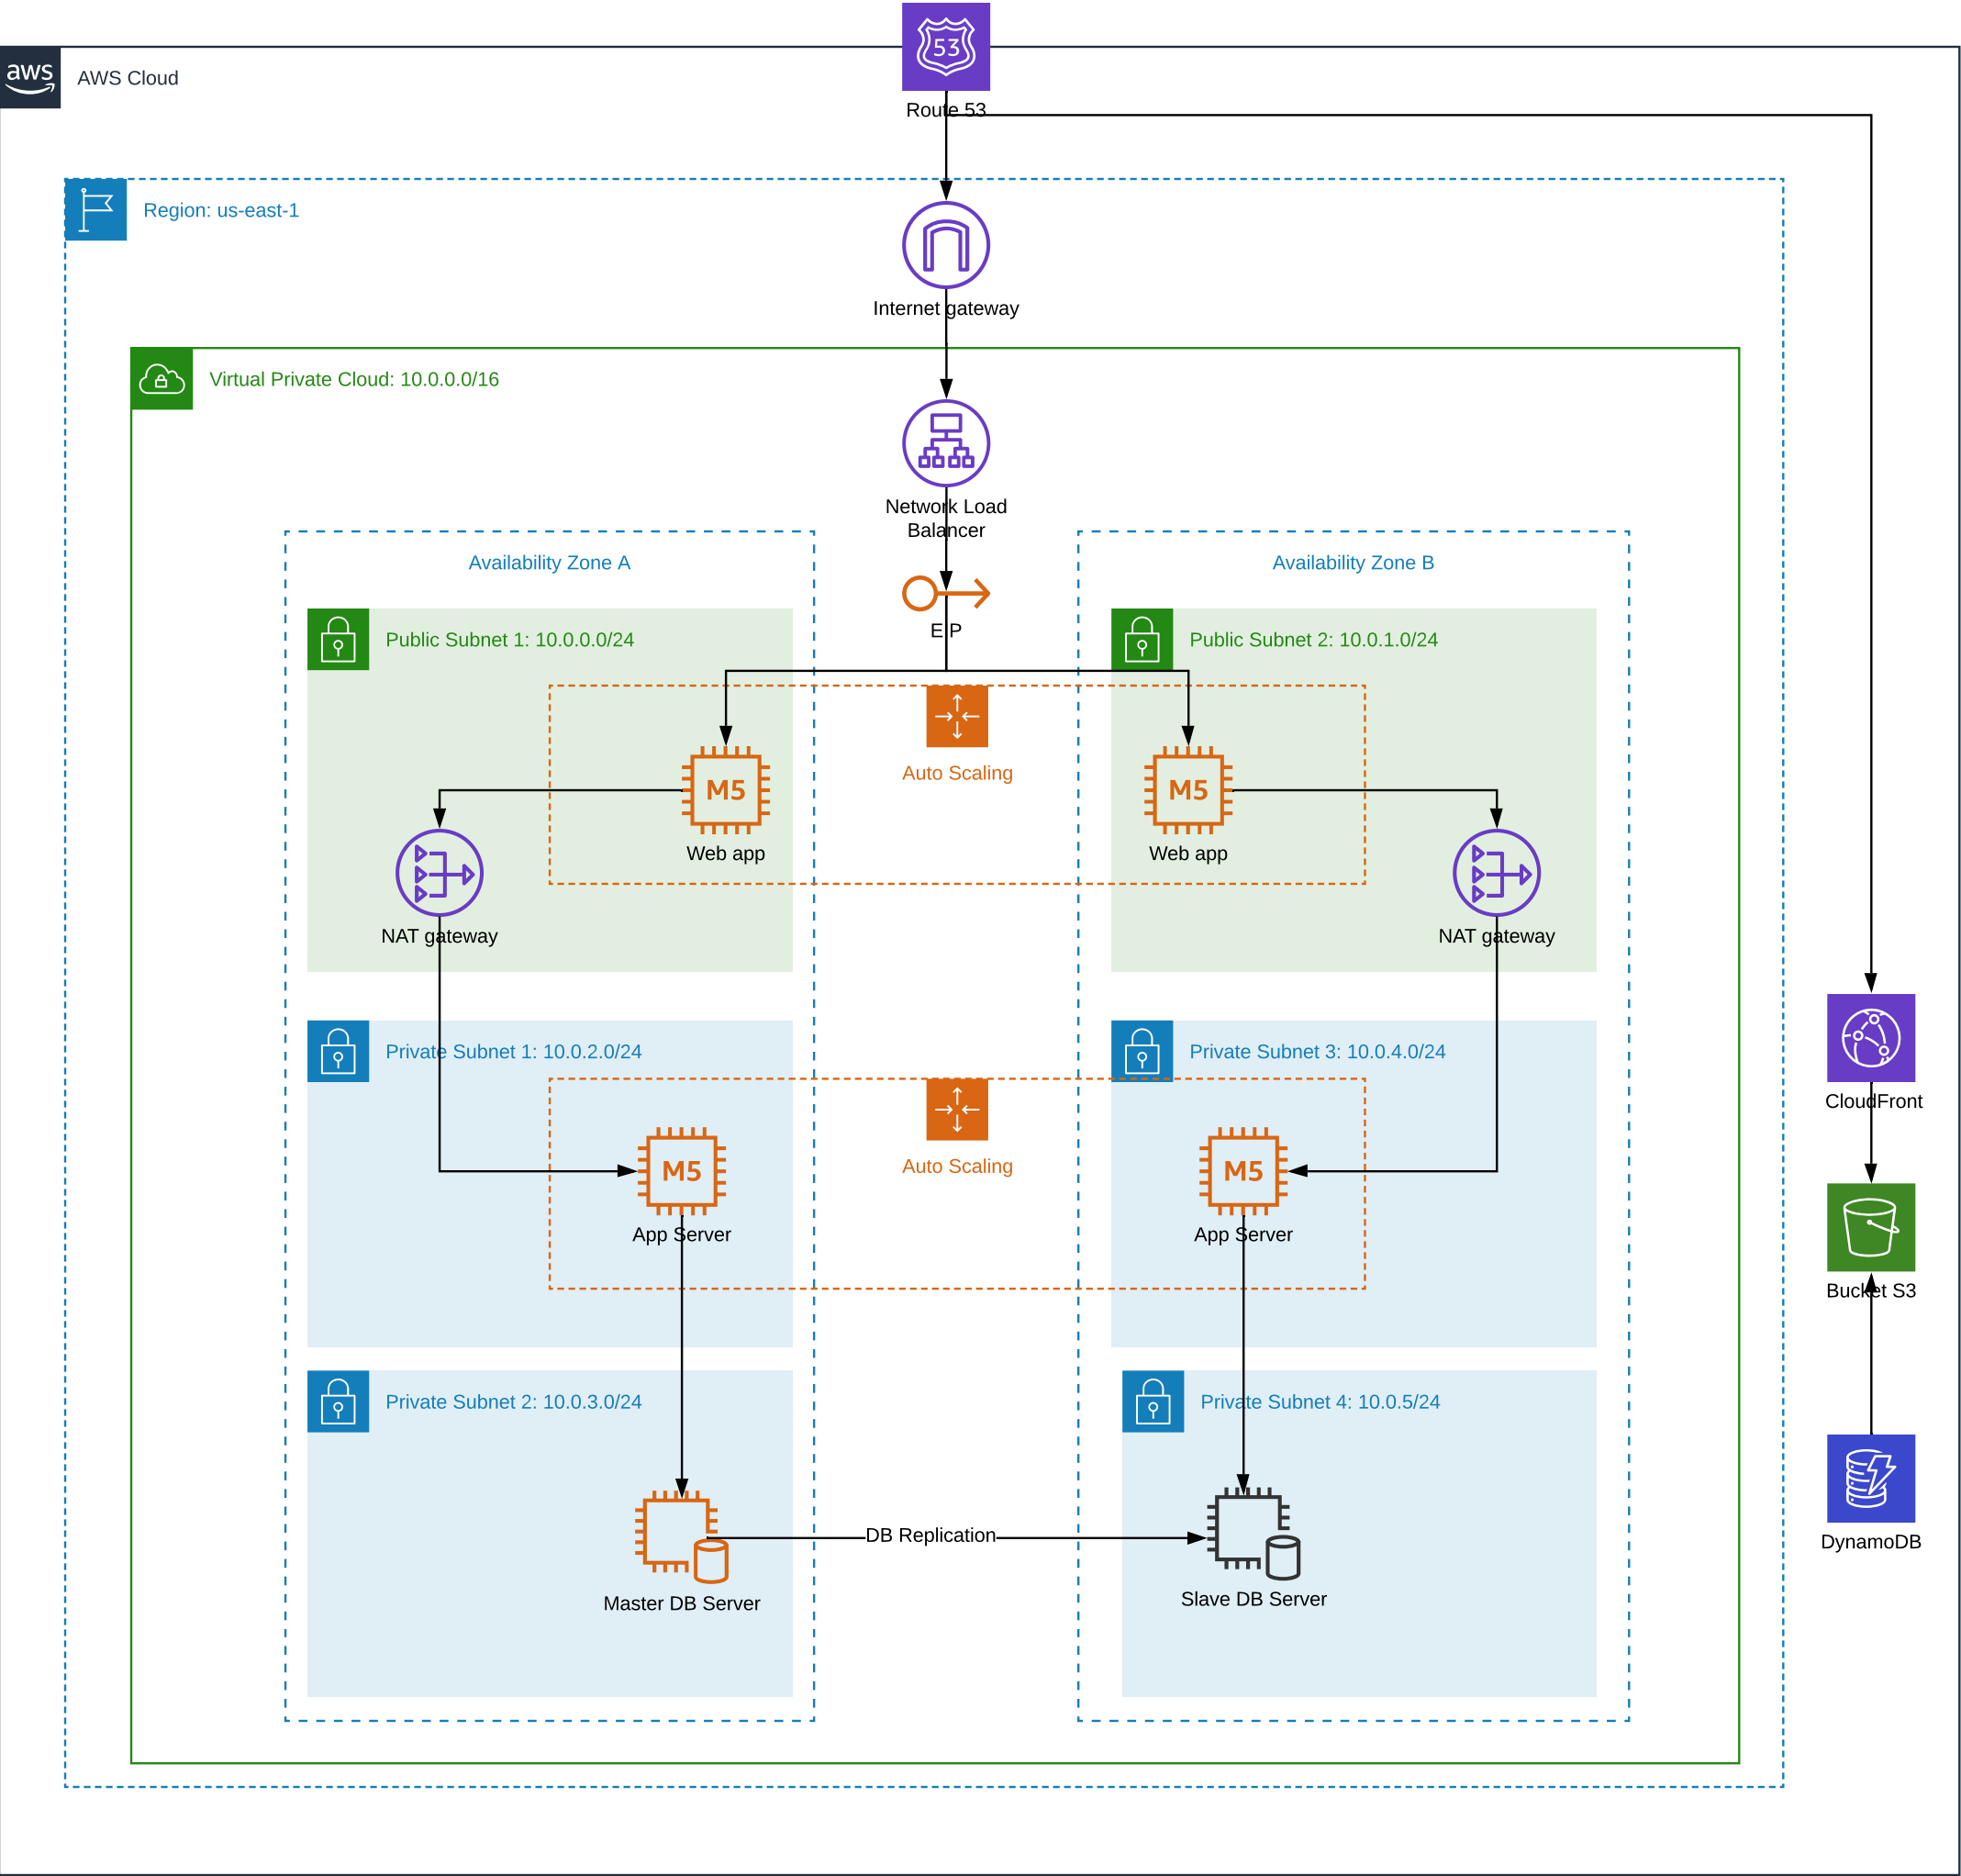 53
Route 53
aws
AWS Cloud
Region: us-east-1
Internet gateway
Virtual Private Cloud: 10.0.0.0/16
Network Load
Balancer
Availability Zone A
Availability Zone B
EIP
Public Subnet 1: 10.0.0.0/24
Public Subnet 2: 10.0.1.0/24
Auto Scaling
M5
M5
Web app
Web app
NAT gateway
NAT gateway
Private Subnet 1: 10.0.2.0/24
Private Subnet 3: 10.0.4.0/24
CloudFront
Auto Scaling
M5
M5
App Server
App Server
Bucket S3
Private Subnet 2: 10.0.3.0/24
Private Subnet 4: 10.0.5/24
DB Replication
DynamoDB
Master DB Server
Slave DB Server